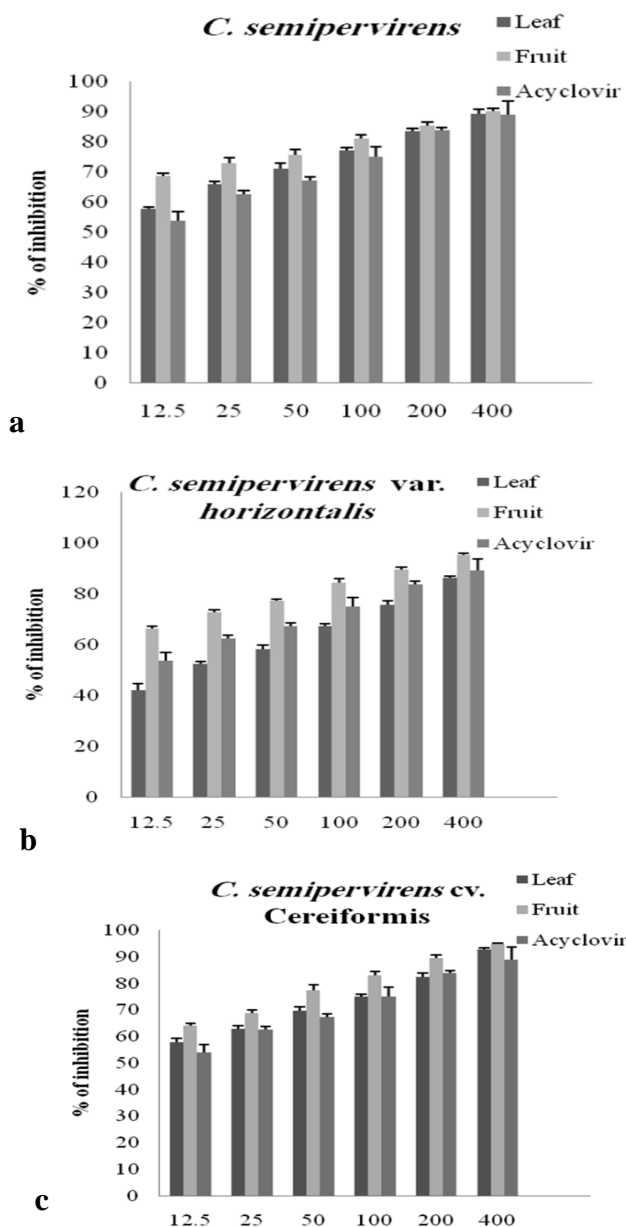 C. semipervirens
Leaf
Fruit
Acyclovir
% of inhibition
100
90
80
70
60
50
40
30
20
10
0
12.5 25 50 100 200 400
a
C. semipervirens var.
horizontalis
Leaf
Fruit
Acyclovir
% of inhibition
120
100
80
60
40
20
0
12.5 25 50 100 200 400
b
C. semipervirens cv.
Cereiformis
Leaf
Fruit
Acyclovir
% of inhibition
100
90
80
70
60
50
40
30
20
10
0
12.5 25 50 100 200 400
c